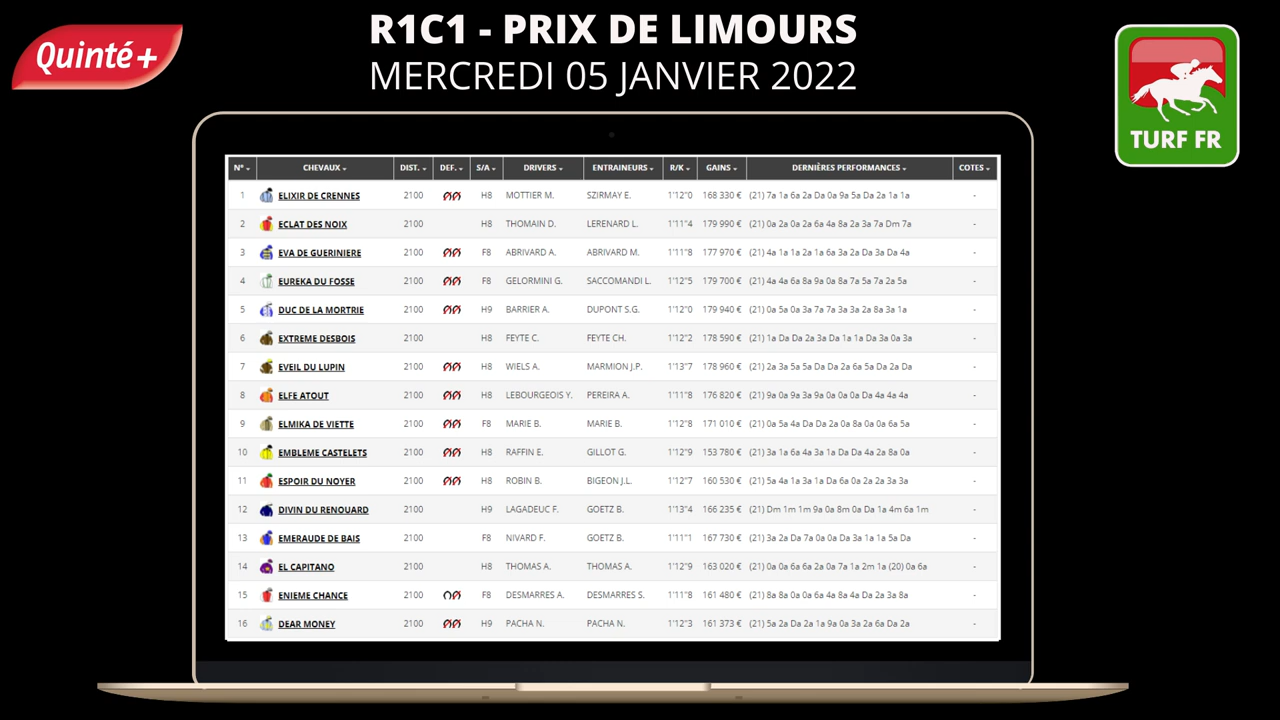 Quinté+
R1C1 - PRIX DE LIMOURS
MERCREDI 05 JANVIER 2022
TURF FR
N° CHEVAUX DIST. DEF. S/A DRIVERS ENTRAINEURS R/K GAINS DERNIÈRES PERFORMANCES COTES
1 ELIXIR DE CRENNES 2100 H8 MOTTIER M. SZIRMAY E. 1'12"0 168 330 € (21) 7a 1a 6a 2a Da 0a 9a 5a Da 2a 1a 1a -
2 ECLAT DES NOIX 2100 H8 THOMAIN D. LERENARD L. 1'11"4 179 990 € (21) 0a 2a 0a 2a 6a 4a 8a 2a 3a 7a Dm 7a -
3 EVA DE GUERINIERE 2100 F8 ABRIVARD A. ABRIVARD M. 1'11"8 177 970 € (21) 4a 1a 1a 2a 1a 6a 3a 2a Da 3a Da 4a -
4 EUREKA DU FOSSE 2100 F8 GELORMINI G. SACCOMANDI L. 1'12"5 179 700 € (21) 4a 4a 6a 8a 9a 0a 8a 7a 5a 7a 2a 5a -
5 DUC DE LA MORTRIE 2100 H9 BARRIER A. DUPONT S.G. 1'12"0 179 940 € (21) 0a 5a 0a 3a 7a 7a 3a 3a 2a 8a 3a 1a -
6 EXTREME DESBOIS 2100 H8 FEYTE C. FEYTE CH. 1'12"2 178 590 € (21) 1a Da Da 2a 3a Da 1a 1a Da 3a 0a 3a -
7 EVEIL DU LUPIN 2100 H8 WIELS A. MARMION J.P. 1'13"7 178 960 € (21) 2a 3a 5a 5a Da Da 2a 6a 5a Da 2a Da -
8 ELFE ATOUT 2100 H8 LEBOURGEOIS Y. PEREIRA A. 1'11"8 176 820 € (21) 9a 0a 9a 3a 9a 0a 0a 0a Da 4a 4a 4a -
9 ELMIKA DE VIETTE 2100 F8 MARIE B. MARIE B. 1'12"8 171 010 € (21) 0a 5a 4a Da Da 2a 0a 8a 0a 0a 6a 5a -
10 EMBLEME CASTELETS 2100 H8 RAFFIN E. GILLOT G. 1'12"9 153 780 € (21) 3a 1a 6a 4a 3a 1a Da Da 4a 2a 8a 0a -
11 ESPOIR DU NOYER 2100 H8 ROBIN B. BIGEON J.L. 1'12"7 160 530 € (21) 5a 4a 1a 3a 1a Da 6a 0a 2a 2a 3a 3a -
12 DIVIN DU RENOUARD 2100 H9 LAGADEUC F. GOETZ B. 1'13"4 166 235 € (21) Dm 1m 1m 9a 0a 8m 0a Da 1a 4m 6a 1m -
13 EMERAUDE DE BAIS 2100 F8 NIVARD F. GOETZ B. 1'11"1 167 730 € (21) 3a 2a Da 7a 0a 0a Da 3a 1a 1a 5a Da -
14 EL CAPITANO 2100 H8 THOMAS A. THOMAS A. 1'12"9 163 020 € (21) 0a 0a 6a 6a 2a 0a 7a 1a 2m 1a (20) 0a 6a -
15 ENIEME CHANCE 2100 F8 DESMARRES A. DESMARRES S. 1'11"8 161 480 € (21) 8a 8a 0a 0a 6a 4a 8a 4a Da 2a 3a 8a -
16 DEAR MONEY 2100 H9 PACHA N. PACHA N. 1'12"3 161 373 € (21) 5a 2a Da 2a 1a 9a 0a 3a 2a 6a Da 2a -